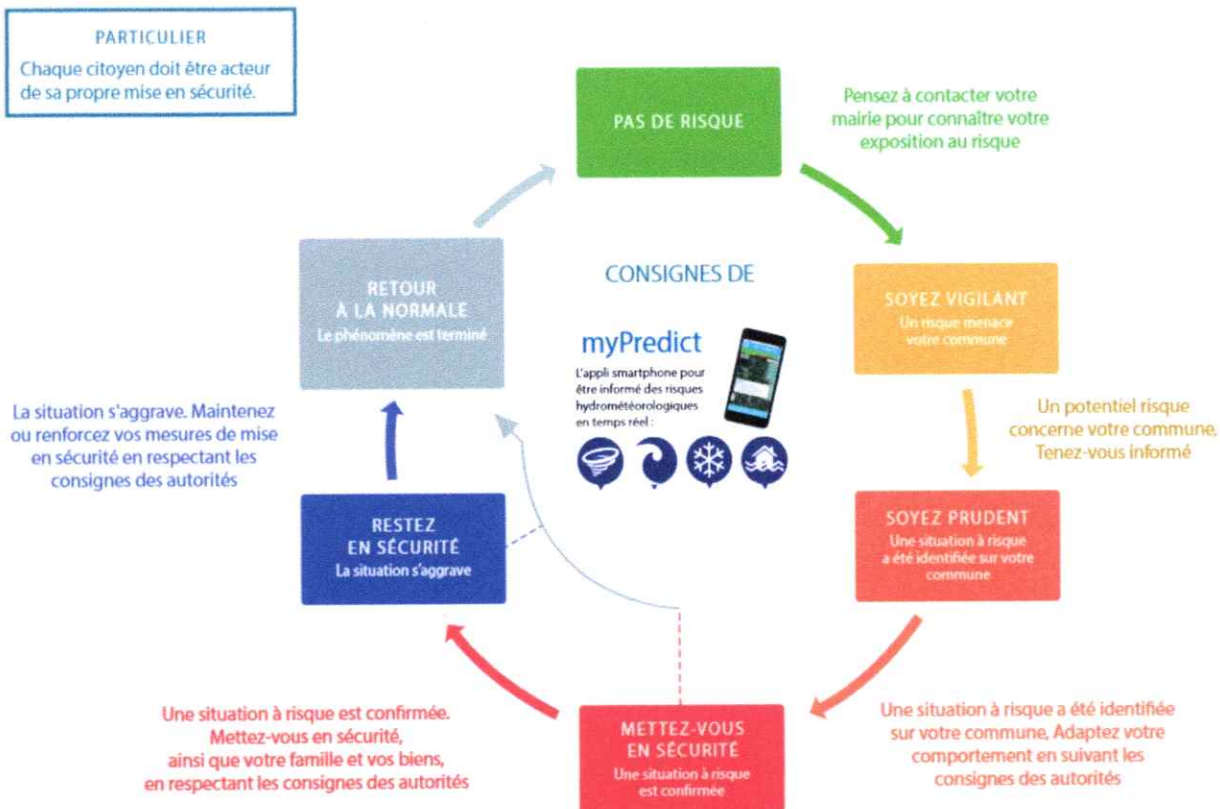 PARTICULIER
Chaque citoyen doit être acteur
de sa propre mise en sécurité.
PAS DE RISQUE
Pensez à contacter votre
mairie pour connaître votre
exposition au risque
SOYEZ VIGILANT
Un risque menace
votre commune
Un potentiel risque
concerne votre commune,
Tenez-vous informé
SOYEZ PRUDENT
Une situation à risque
a été identifiée sur votre
commune
Une situation à risque a été identifiée
sur votre commune, Adaptez votre
comportement en suivant les
consignes des autorités
METTEZ-VOUS
EN SÉCURITÉ
Une situation à risque
est confirmée
Une situation à risque est confirmée.
Mettez-vous en sécurité,
ainsi que votre famille et vos biens,
en respectant les consignes des autorités
RESTEZ
EN SÉCURITÉ
La situation s'aggrave
La situation s'aggrave. Maintenez
ou renforcez vos mesures de mise
en sécurité en respectant les
consignes des autorités
RETOUR
À LA NORMALE
Le phénomène est terminé
CONSIGNES DE
myPredict
L'appli smartphone pour
être informé des risques
hydrométéorologiques
en temps réel :